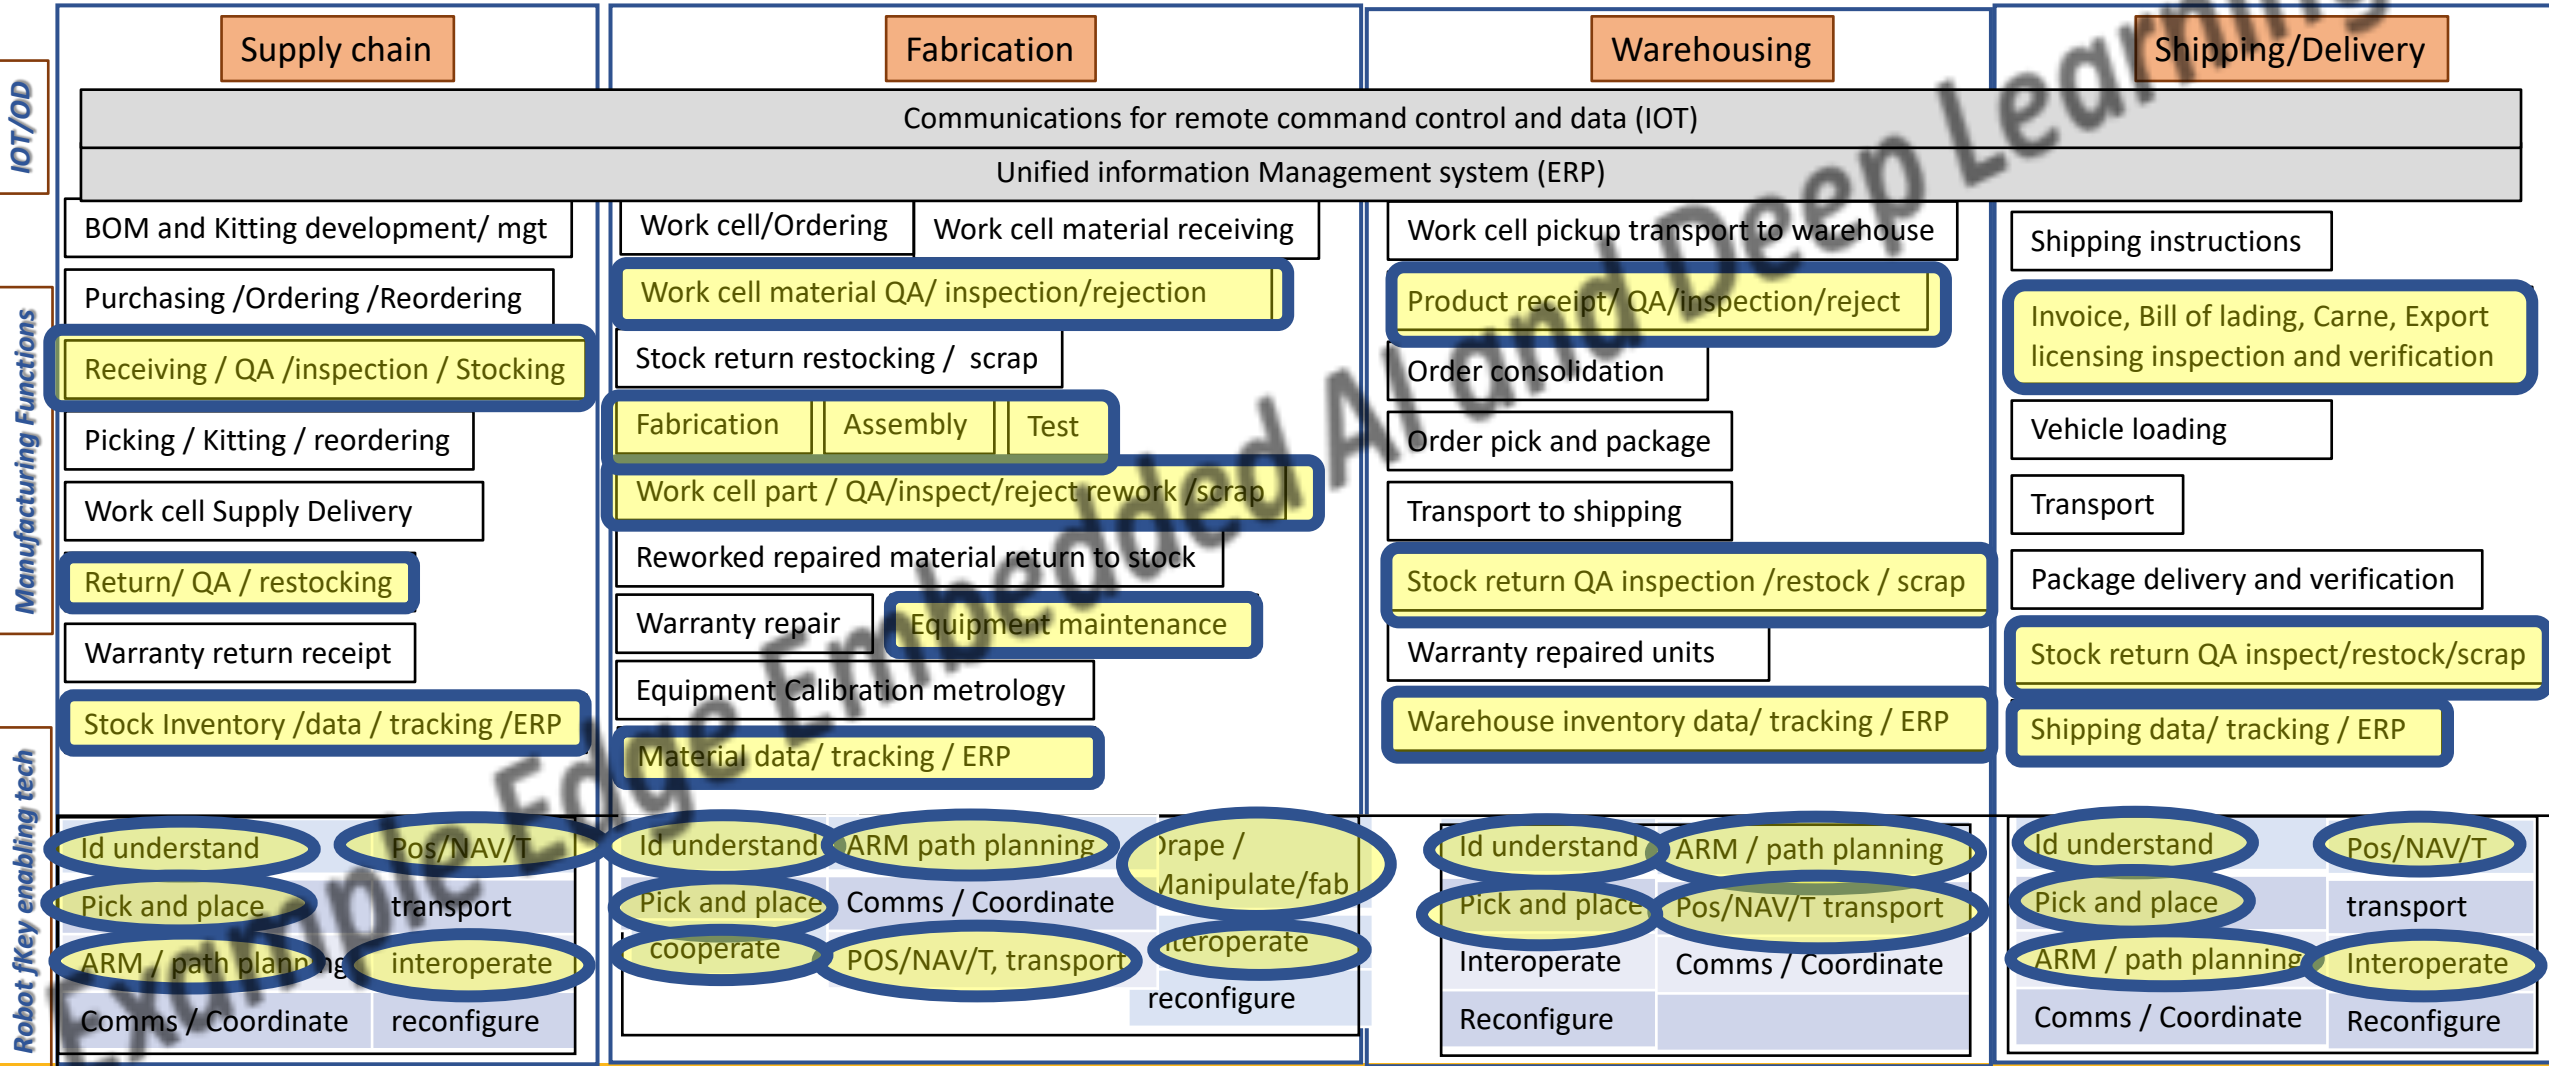 Supply chain
Fabrication
Warehousing
Shipping/Delivery
IOT/OD
Communications for remote command control and data (IOT)
Unified information Management system (ERP)
Manufacturing Functions
BOM and Kitting development/ mgt
Purchasing /Ordering /Reordering
Receiving / QA /inspection / Stocking
Picking / Kitting / reordering
Work cell Supply Delivery
Return/ QA / restocking
Warranty return receipt
Stock Inventory /data / tracking /ERP
Work cell/Ordering
Work cell material receiving
Work cell material QA/ inspection/rejection
Stock return restocking / scrap
Fabrication
Assembly
Test
Work cell part / QA/inspect/reject rework /scrap
Reworked repaired material return to stock
Warranty repair
Equipment maintenance
Equipment Calibration metrology
Material data/ tracking / ERP
Work cell pickup transport to warehouse
Product receipt/ QA/inspection/reject
Order consolidation
Order pick and package
Transport to shipping
Stock return QA inspection /restock / scrap
Warranty repaired units
Warehouse inventory data/ tracking / ERP
Shipping instructions
Invoice, Bill of lading, Carne, Export
licensing inspection and verification
Vehicle loading
Transport
Package delivery and verification
Stock return QA inspect/restock/scrap
Shipping data/ tracking / ERP
Robot fKey enabling tech
Id understand
Pos/NAV/T
Pick and place
transport
ARM / path planning
interoperate
Comms / Coordinate
reconfigure
Id understand
ARM path planning
Drape /
Manipulate/fab
Pick and place
Comms / Coordinate
cooperate
POS/NAV/T, transport
interoperate
reconfigure
Id understand
ARM / path planning
Pick and place
Pos/NAV/T transport
Interoperate
Comms / Coordinate
Reconfigure
Id understand
Pos/NAV/T
Pick and place
transport
ARM / path planning
Interoperate
Comms / Coordinate
Reconfigure
Example Edge Embedded AI and Deep Learning